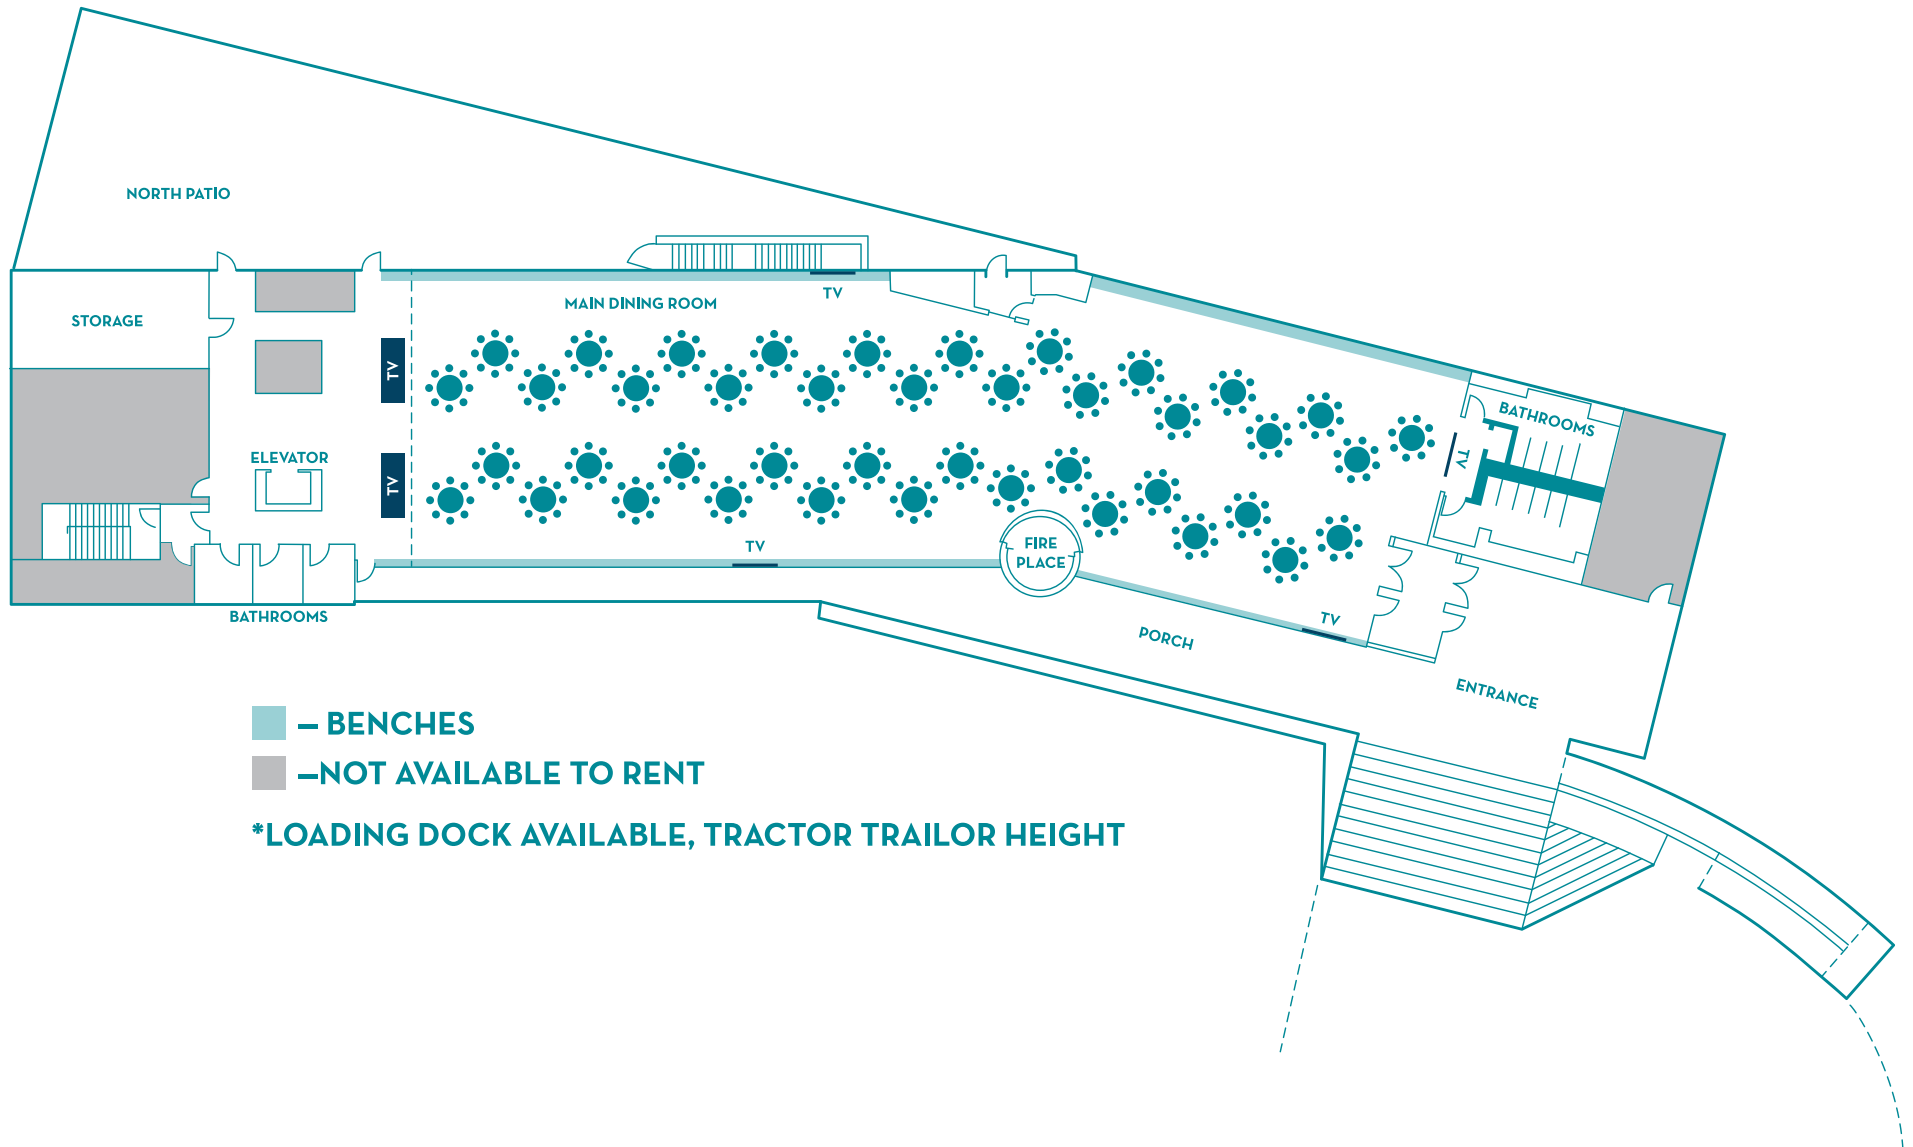 NORTH PATIO
STORAGE
MAIN DINING ROOM
TV
TV
TV
ELEVATOR
BATHROOMS
TV
TV
FIRE
PLACE
BATHROOMS
TV
PORCH
ENTRANCE
– BENCHES
–NOT AVAILABLE TO RENT
*LOADING DOCK AVAILABLE, TRACTOR TRAILOR HEIGHT